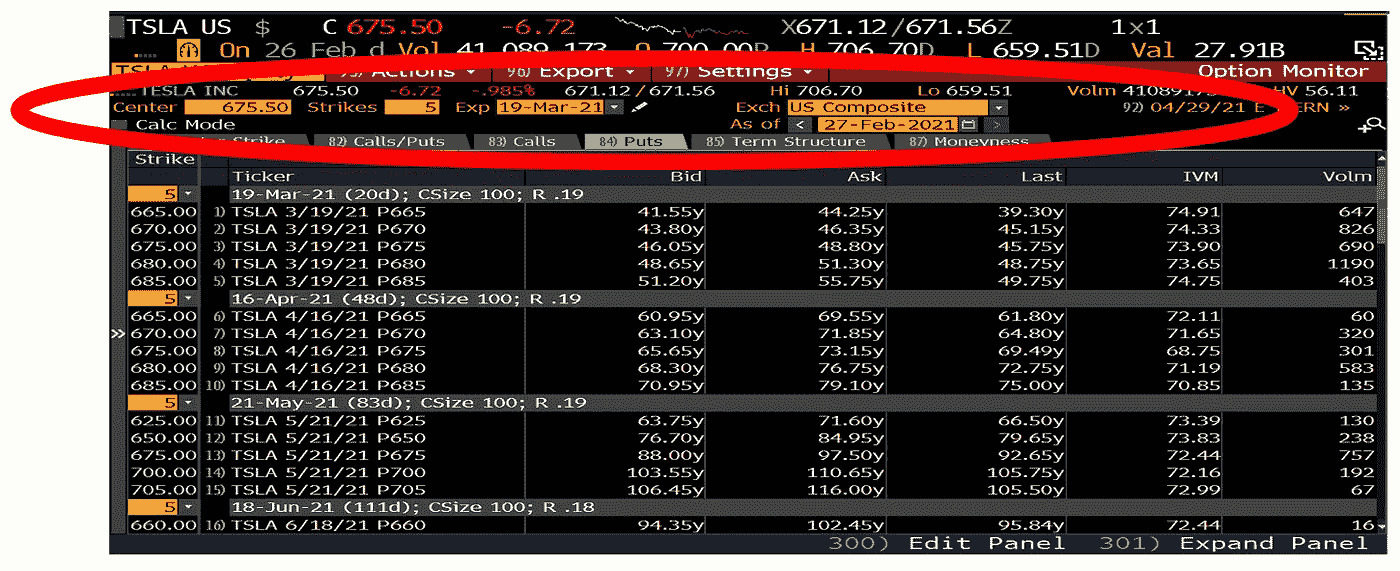 TSLA US $ C 675.50 -6.72 X671.12/671.56Z 1x1
On 26 Feb d Vol 41,089,173 O 700.00P H 706.70D L 659.51D Val 27.91B
Actions 96) Export 97) Settings Option Monitor
TESLA INC 675.50 -6.72 -.985% 671.12/671.56 Hi 706.70 Lo 659.51 Volm HV 56.11
Center 675.50 Strikes 5 Exp 19-Mar-21 Exch US Composite 92) 04/29/21 »
Calc Mode As of < 27-Feb-2021 >
Strike 82) Calls/Puts 83) Calls 84) Puts 85) Term Structure 87) Moneyness
Strike
Ticker Bid Ask Last IVM Volm
5 19-Mar-21 (20d); CSize 100; R .19
665.00 1) TSLA 3/19/21 P665 41.55y 44.25y 39.30y 74.91 647
670.00 2) TSLA 3/19/21 P670 43.80y 46.35y 45.15y 74.33 826
675.00 3) TSLA 3/19/21 P675 46.05y 48.80y 45.75y 73.90 690
680.00 4) TSLA 3/19/21 P680 48.65y 51.30y 48.75y 73.65 1190
685.00 5) TSLA 3/19/21 P685 51.20y 55.75y 49.75y 74.75 403
5 16-Apr-21 (48d); CSize 100; R .19
665.00 6) TSLA 4/16/21 P665 60.95y 69.55y 61.80y 72.11 60
» 670.00 7) TSLA 4/16/21 P670 63.10y 71.85y 64.80y 71.65 320
675.00 8) TSLA 4/16/21 P675 65.65y 73.15y 69.49y 68.75 301
680.00 9) TSLA 4/16/21 P680 68.30y 76.75y 72.75y 71.19 583
685.00 10) TSLA 4/16/21 P685 70.95y 79.10y 75.00y 70.85 135
5 21-May-21 (83d); CSize 100; R .19
625.00 11) TSLA 5/21/21 P625 63.75y 71.60y 66.50y 73.39 130
650.00 12) TSLA 5/21/21 P650 76.70y 84.95y 79.65y 73.83 238
675.00 13) TSLA 5/21/21 P675 88.00y 97.50y 92.65y 72.44 757
700.00 14) TSLA 5/21/21 P700 103.55y 110.65y 105.75y 72.16 192
705.00 15) TSLA 5/21/21 P705 106.45y 116.00y 105.50y 72.99 67
5 18-Jun-21 (111d); CSize 100; R .18
660.00 16) TSLA 6/18/21 P660 94.35y 102.45y 95.84y 72.44 16
300) Edit Panel 301) Expand Panel